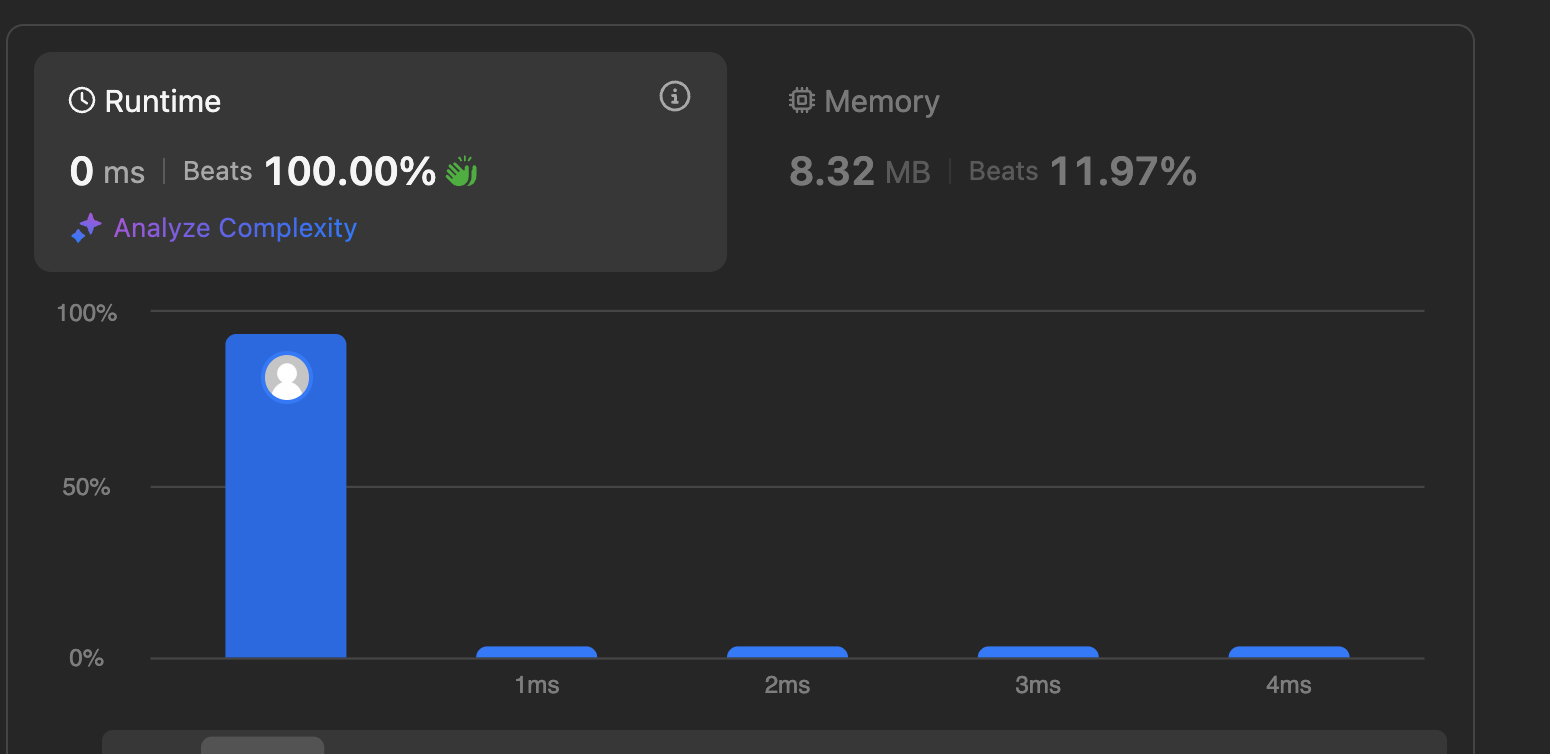 Runtime
0 ms | Beats 100.00%
Analyze Complexity
Memory
8.32 MB | Beats 11.97%
100%
50%
0%
1ms 2ms 3ms 4ms